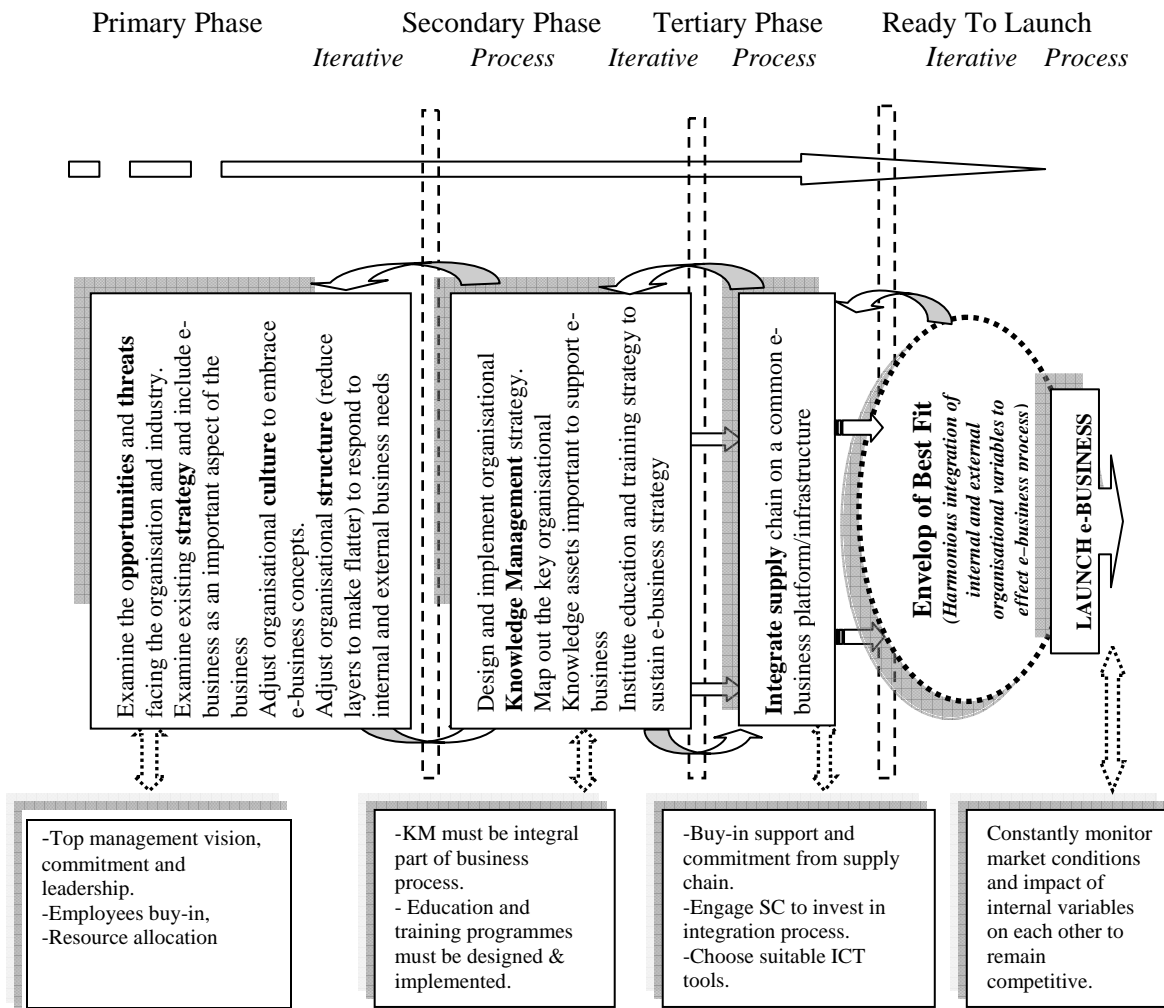 Primary Phase
Secondary Phase
Tertiary Phase
Ready To Launch
Iterative
Process
Iterative
Process
Iterative
Process
Examine the opportunities and threats
facing the organisation and industry.
Examine existing strategy and include e-
business as an important aspect of the
business
Adjust organisational culture to embrace
e-business concepts.
Adjust organisational structure (reduce
layers to make flatter) to respond to
internal and external business needs
Design and implement organisational
Knowledge Management strategy.
Map out the key organisational
Knowledge assets important to support e-
business
Institute education and training strategy to
sustain e-business strategy
Integrate supply chain on a common e-
business platform/infrastructure
Envelop of Best Fit
(Harmonious integration of
internal and external
organisational variables to
effect e-business process)
LAUNCH e-BUSINESS
-Top management vision,
commitment and
leadership.
-Employees buy-in,
-Resource allocation
-KM must be integral
part of business
process.
- Education and
training programmes
must be designed &
implemented.
-Buy-in support and
commitment from supply
chain.
-Engage SC to invest in
integration process.
-Choose suitable ICT
tools.
Constantly monitor
market conditions
and impact of
internal variables
on each other to
remain
competitive.